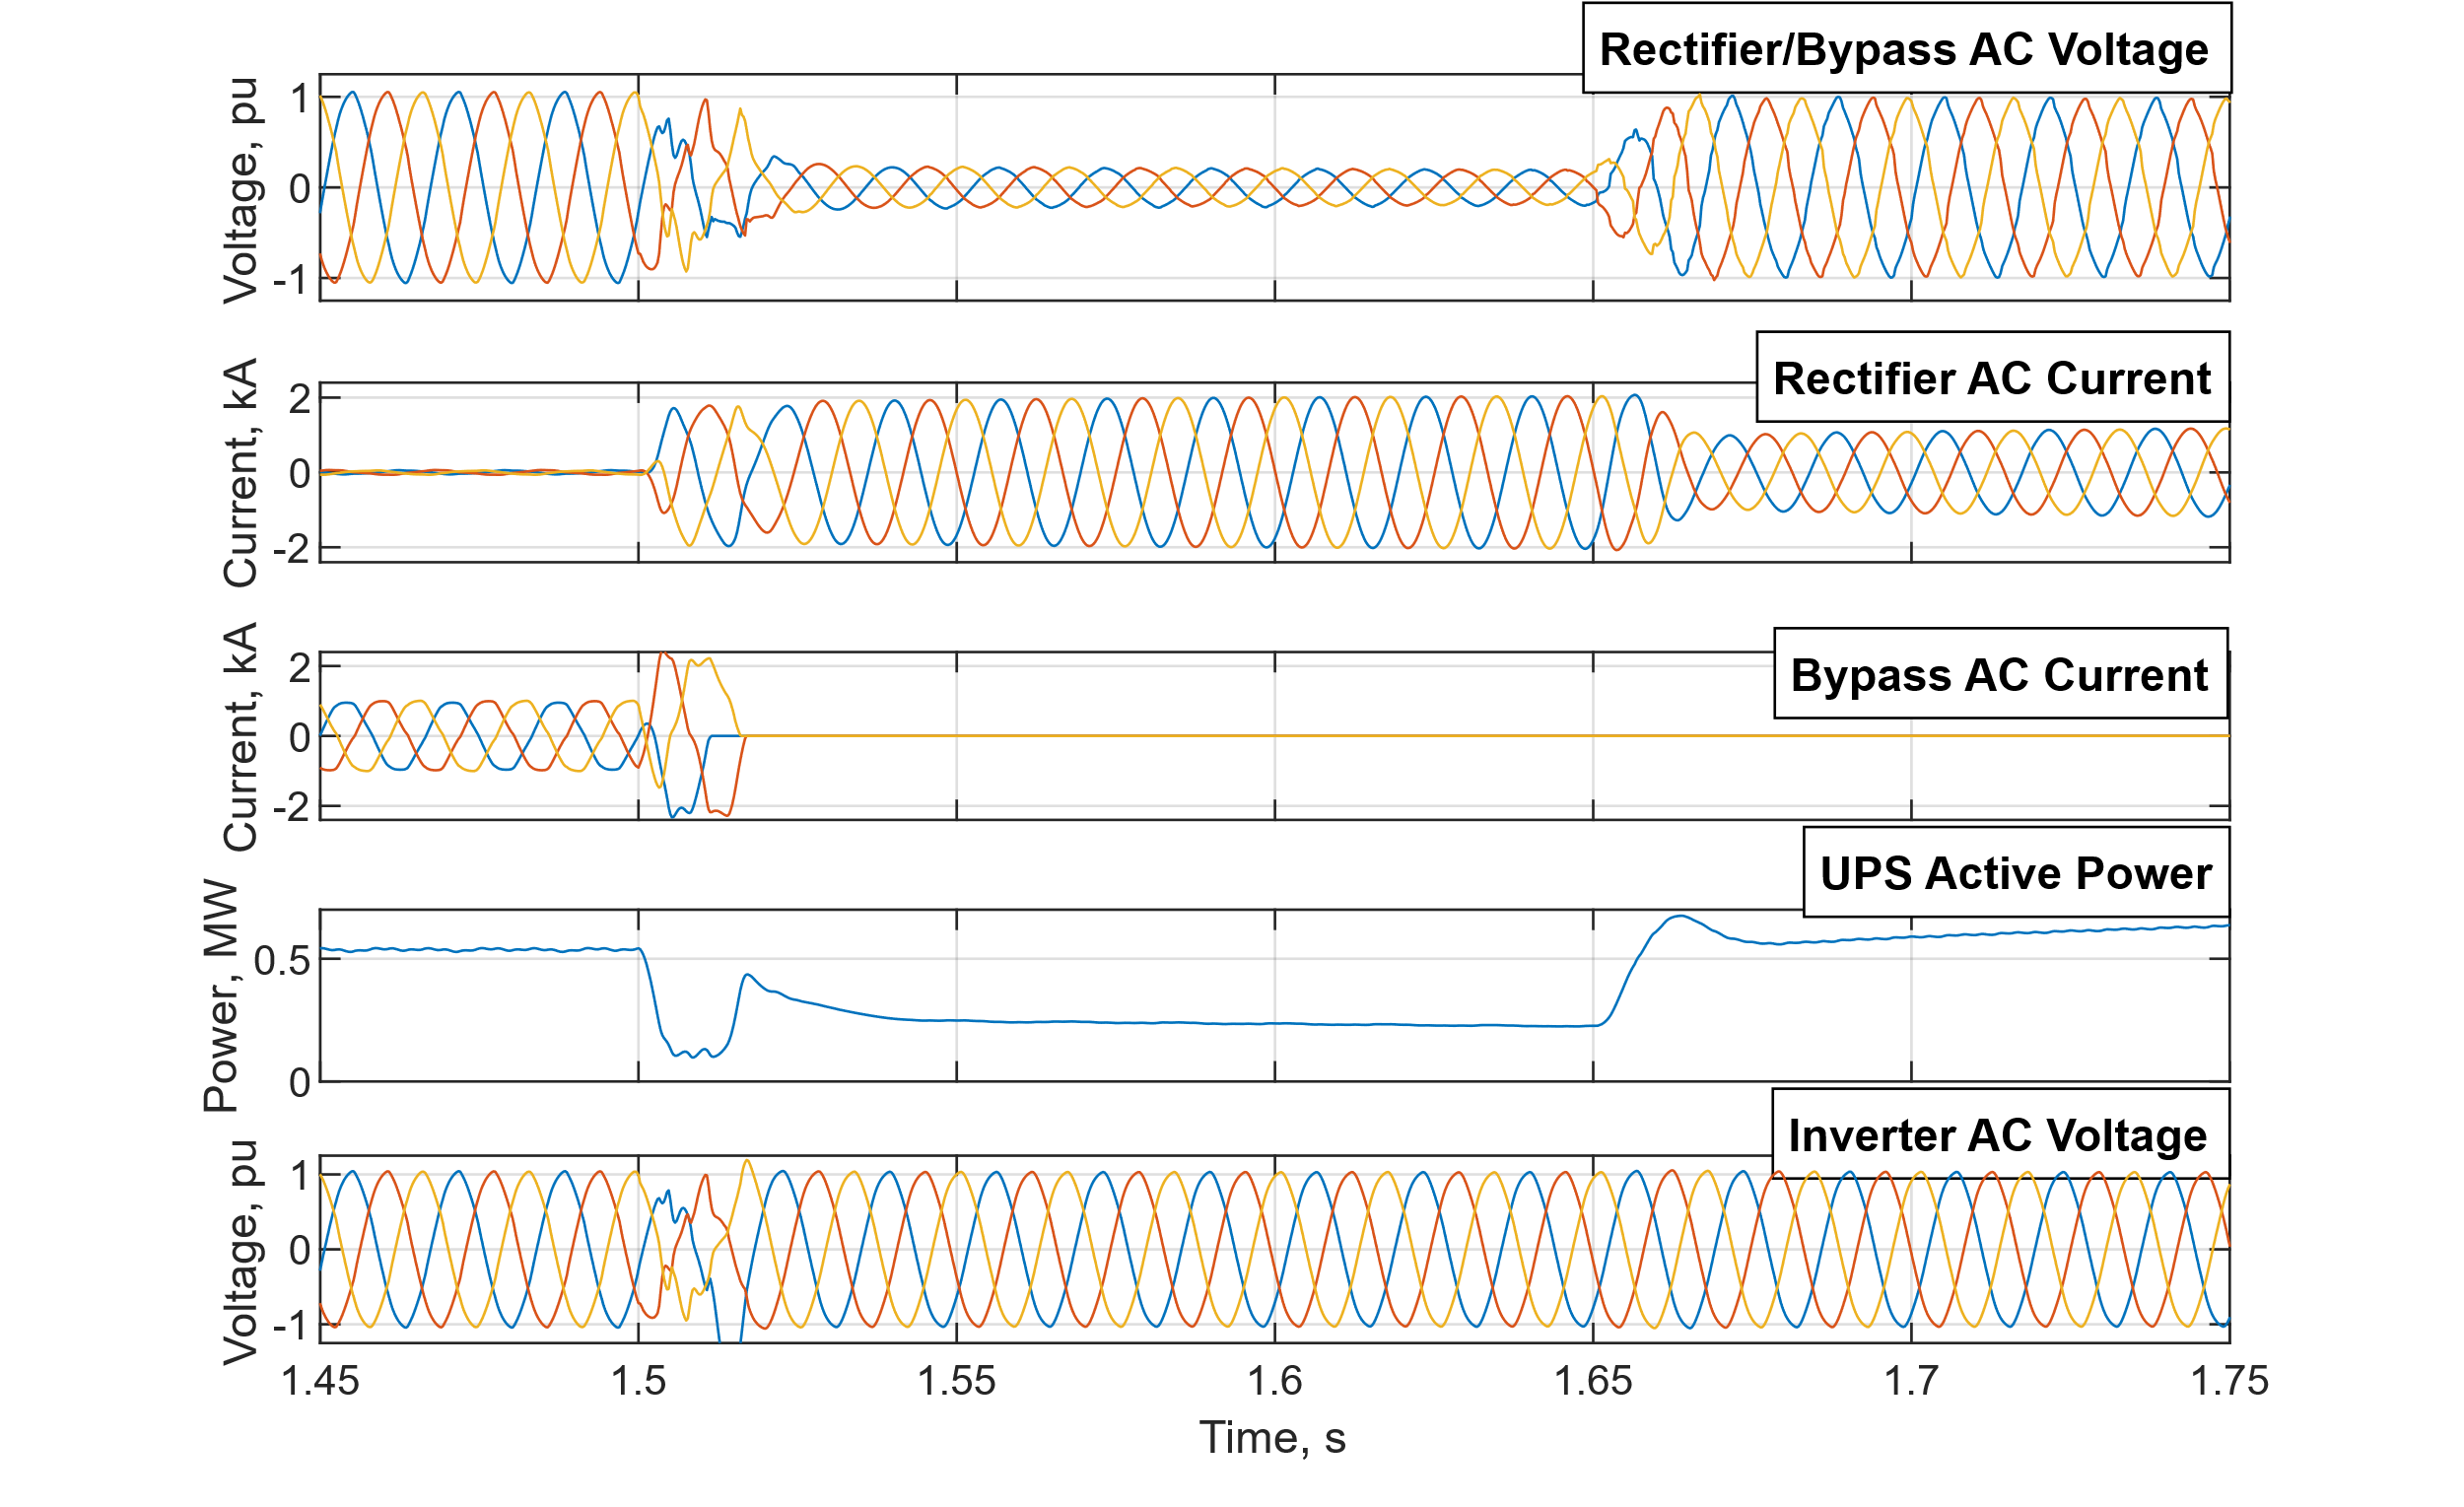 Rectifier/Bypass AC Voltage
Voltage, pu
1
0
-1
Rectifier AC Current
Current, kA
2
0
-2
Bypass AC Current
Current, kA
2
0
-2
UPS Active Power
Power, MW
0.5
0
Inverter AC Voltage
Voltage, pu
1
0
-1
1.45 1.5 1.55 1.6 1.65 1.7 1.75
Time, s